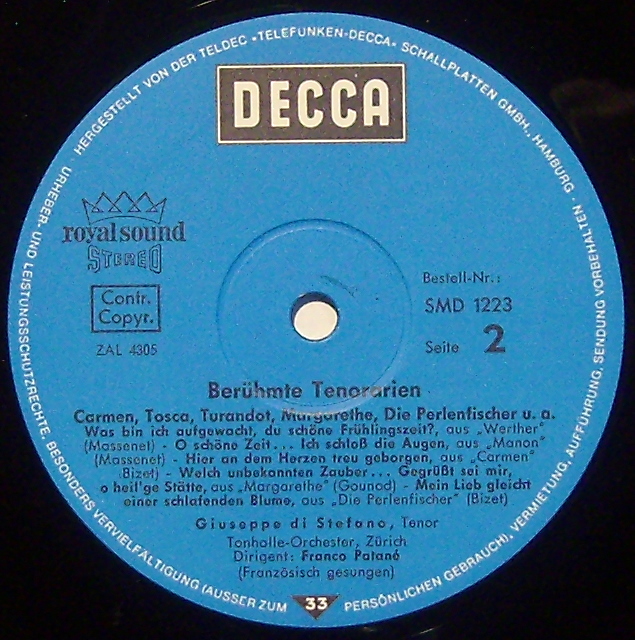 URHEBER- UND LEISTUNGSSCHUTZRECHTE, BESONDERS VERVIELFÄLTIGUNG (AUSSER ZUM PERSÖNLICHEN GEBRAUCH), VERMIETUNG, AUFFÜHRUNG, SENDUNG VORBEHALTEN · HERGESTELLT VON DER TELDEC »TELEFUNKEN-DECCA« SCHALLPLATTEN GMBH., HAMBURG ·
DECCA
royal sound
STEREO
Contr.
Copyr.
ZAL 4305
Bestell-Nr.:
SMD 1223
Seite 2
Berühmte Tenorarien
Carmen, Tosca, Turandot, Margarethe, Die Perlenfischer u. a.
Was bin ich aufgewacht, du schöne Frühlingszeit?, aus „Werther“
(Massenet) - O schöne Zeit... Ich schloß die Augen, aus „Manon“
(Massenet) - Hier an dem Herzen treu geborgen, aus „Carmen“
Bizet) - Welch unbekannten Zauber... Gegrüßt sei mir,
o heil'ge Stätte, aus „Margarethe“ (Gounod) - Mein Lieb gleicht
einer schlafenden Blume, aus „Die Perlenfischer“ (Bizet)
Giuseppe di Stefano, Tenor
Tonhalle-Orchester, Zürich
Dirigent: Franco Patané
(Französisch gesungen)
33